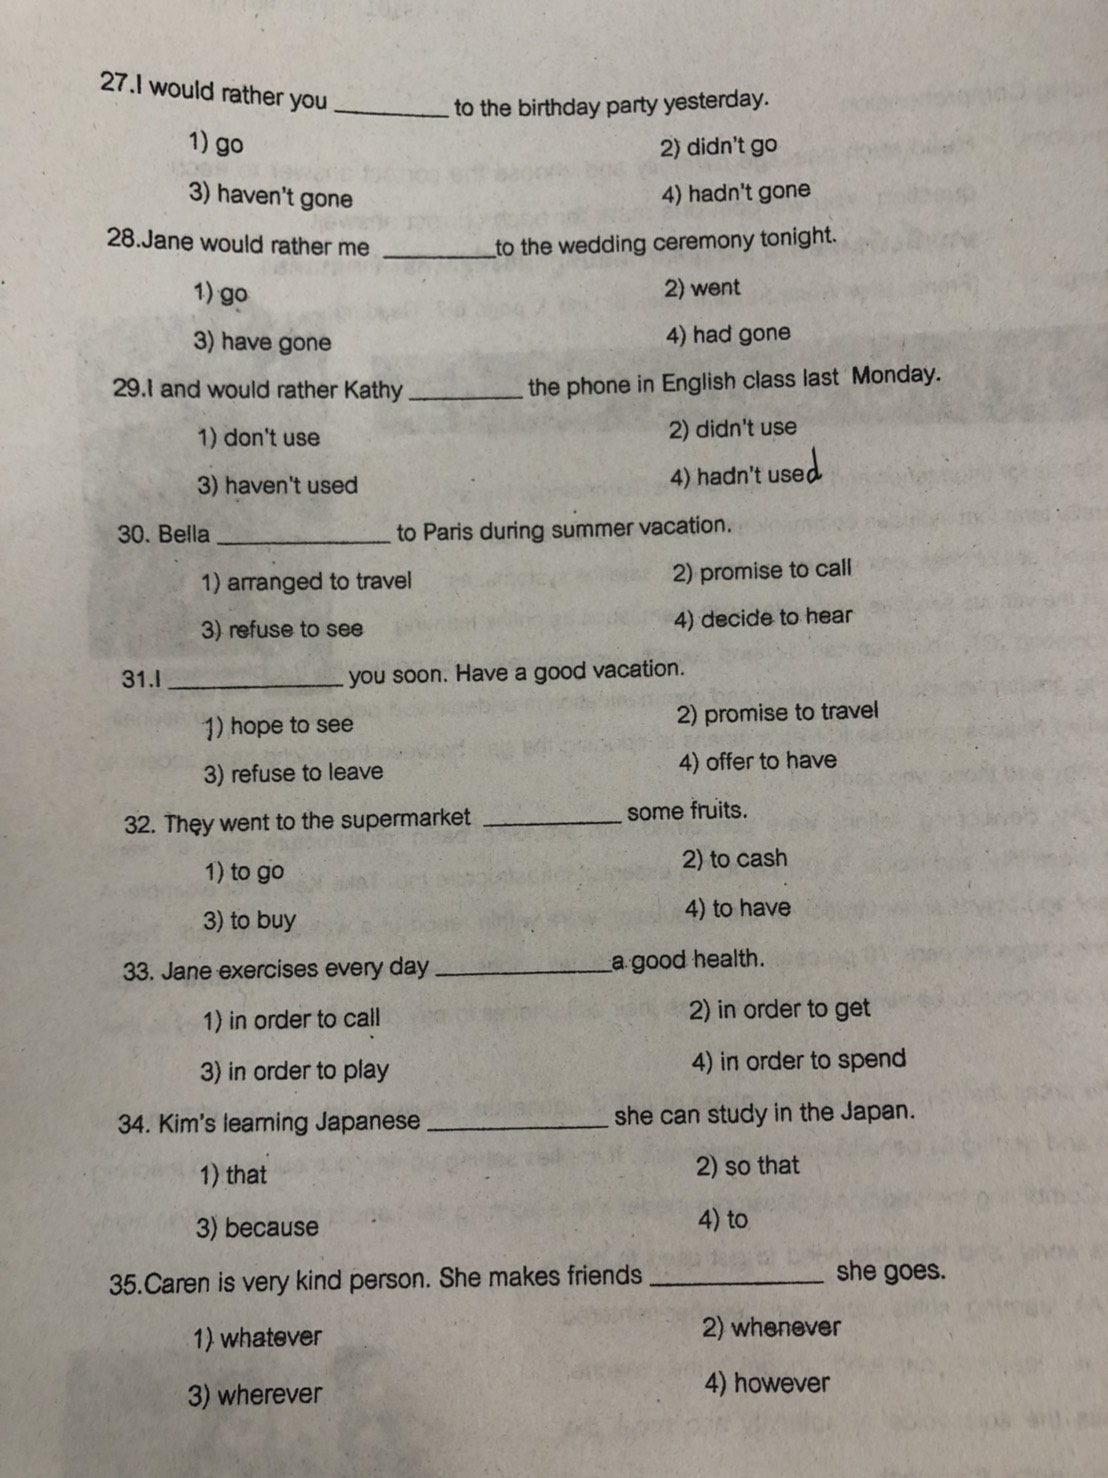 27.I would rather you ________ to the birthday party yesterday.
1) go 2) didn't go
3) haven't gone 4) hadn't gone
28.Jane would rather me ________to the wedding ceremony tonight.
1) go 2) went
3) have gone 4) had gone
29.I and would rather Kathy ________ the phone in English class last Monday.
1) don't use 2) didn't use
3) haven't used 4) hadn't used
30. Bella ____________ to Paris during summer vacation.
1) arranged to travel 2) promise to call
3) refuse to see 4) decide to hear
31.I ____________ you soon. Have a good vacation.
1) hope to see 2) promise to travel
3) refuse to leave 4) offer to have
32. They went to the supermarket __________ some fruits.
1) to go 2) to cash
3) to buy 4) to have
33. Jane exercises every day ____________a good health.
1) in order to call 2) in order to get
3) in order to play 4) in order to spend
34. Kim's learning Japanese ____________ she can study in the Japan.
1) that 2) so that
3) because 4) to
35.Caren is very kind person. She makes friends ____________ she goes.
1) whatever 2) whenever
3) wherever 4) however